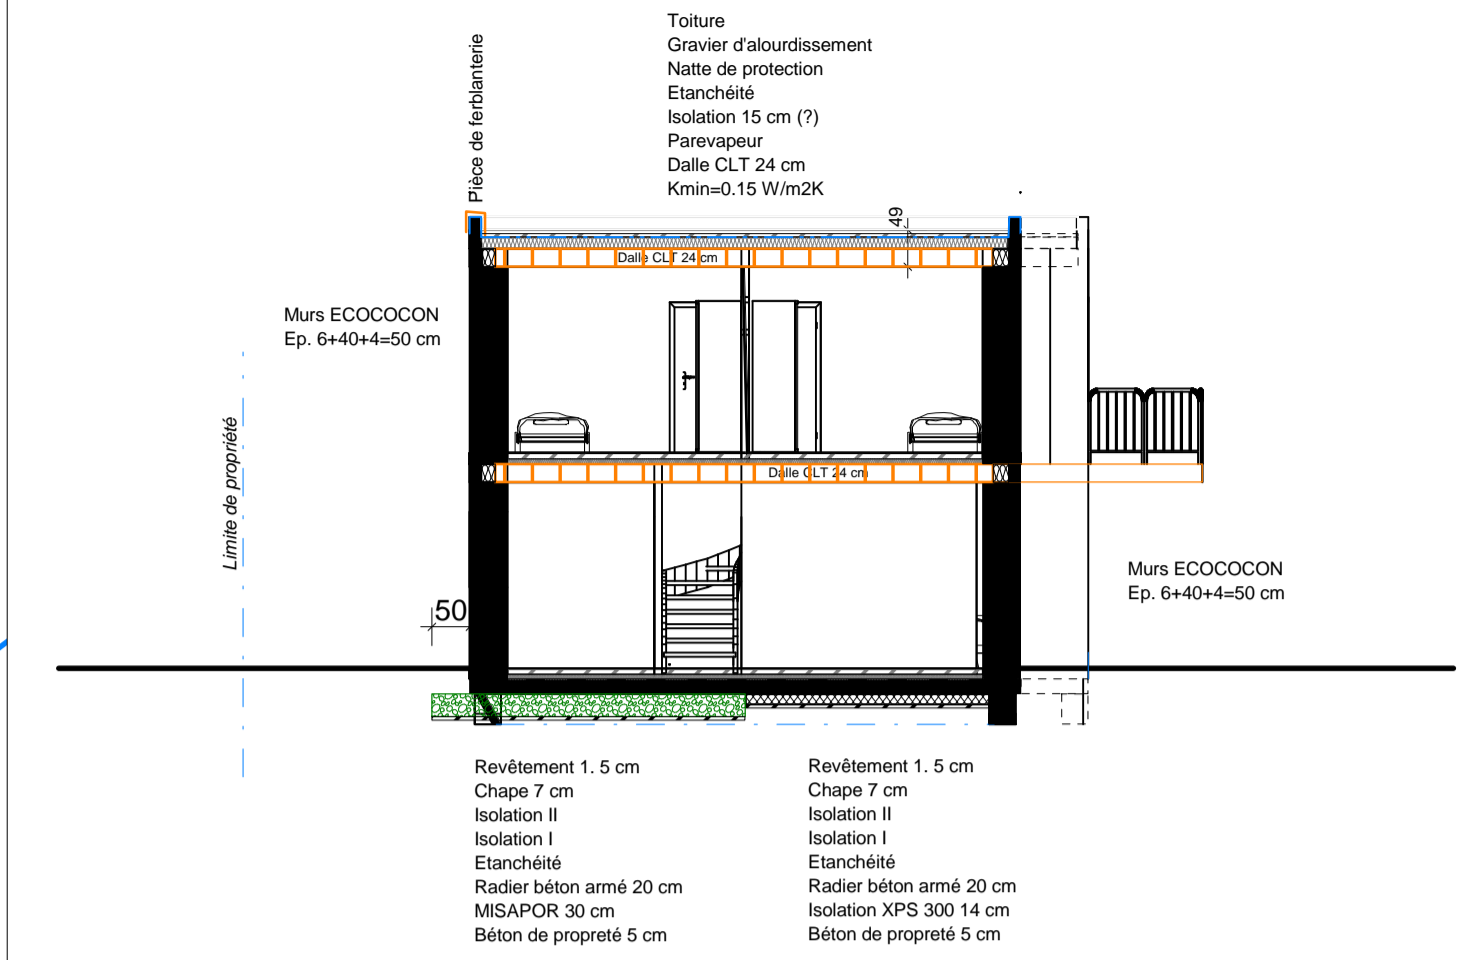 Toiture
Gravier d'alourdissement
Natte de protection
Etanchéité
Isolation 15 cm (?)
Parevapeur
Dalle CLT 24 cm
Kmin=0.15 W/m2K
Pièce de ferblanterie
49
Dalle CLT 24 cm
Murs ECOCOCON
Ep. 6+40+4=50 cm
Limite de propriété
Dalle CLT 24 cm
50
Murs ECOCOCON
Ep. 6+40+4=50 cm
Revêtement 1. 5 cm
Chape 7 cm
Isolation II
Isolation I
Etanchéité
Radier béton armé 20 cm
MISAPOR 30 cm
Béton de propreté 5 cm
Revêtement 1. 5 cm
Chape 7 cm
Isolation II
Isolation I
Etanchéité
Radier béton armé 20 cm
Isolation XPS 300 14 cm
Béton de propreté 5 cm